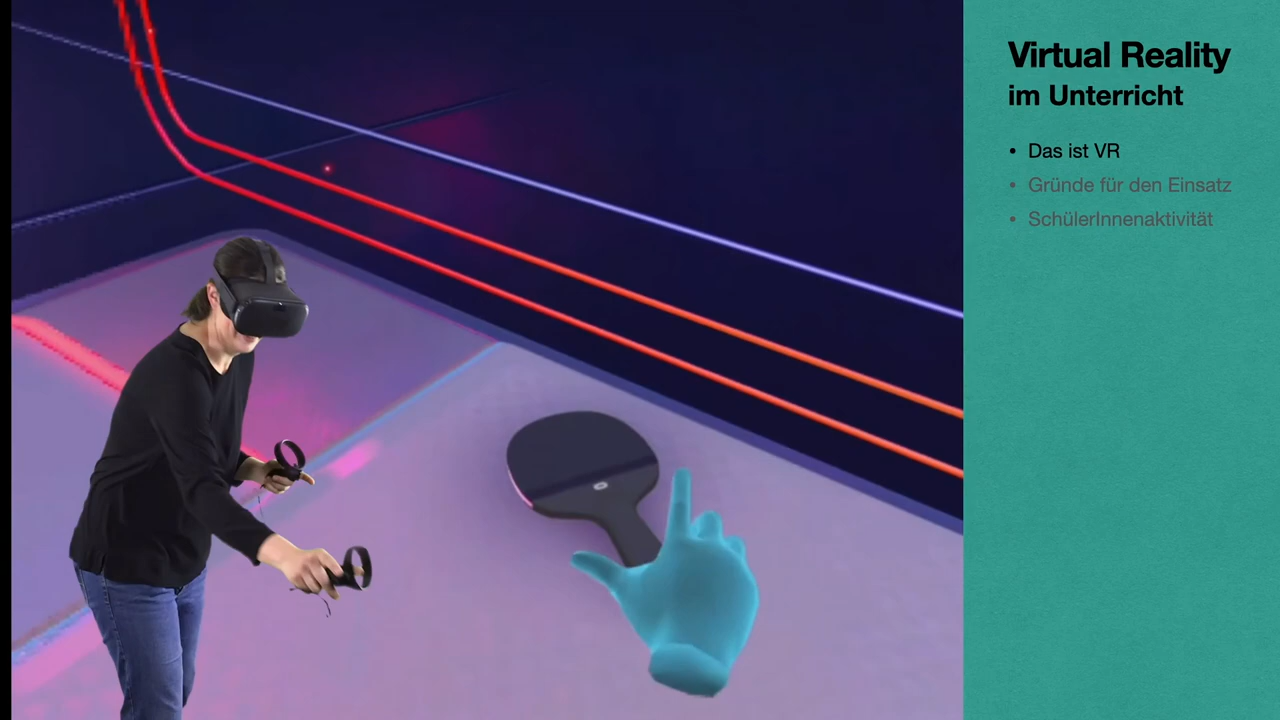 Virtual Reality
im Unterricht
• Das ist VR
• Gründe für den Einsatz
• SchülerInnenaktivität